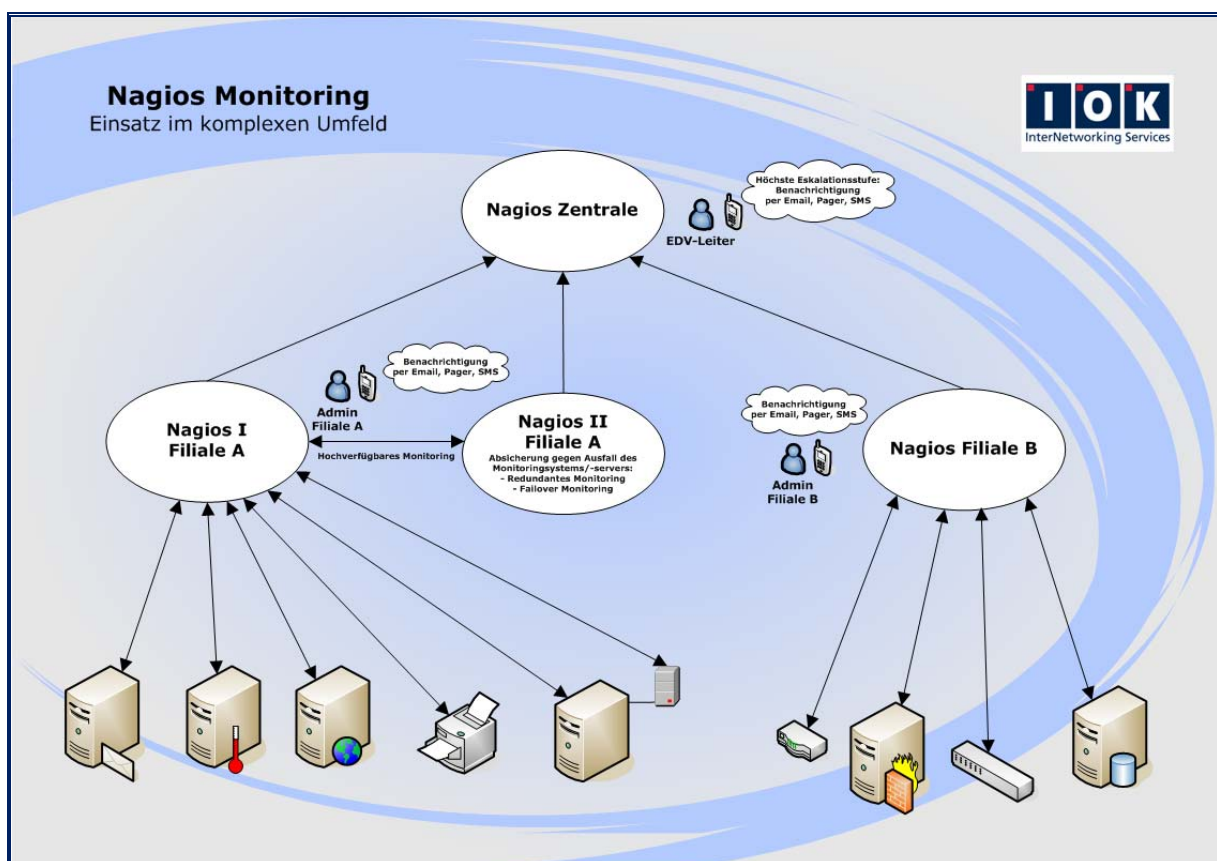 Nagios Monitoring
Einsatz im komplexen Umfeld
IOK
InterNetworking Services
Nagios Zentrale
Höchste Eskalationsstufe:
Benachrichtigung
per Email, Pager, SMS
EDV-Leiter
Benachrichtigung
per Email, Pager, SMS
Admin
Filiale A
Nagios I
Filiale A
Hochverfügbares Monitoring
Nagios II
Filiale A
Absicherung gegen Ausfall des
Monitoringsystems/-servers:
- Redundantes Monitoring
- Failover Monitoring
Benachrichtigung
per Email, Pager, SMS
Admin
Filiale B
Nagios Filiale B